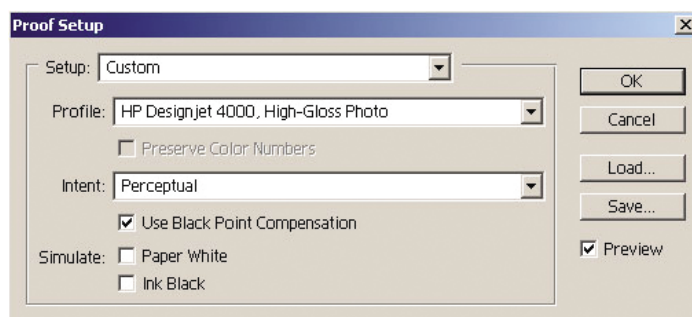 Proof Setup
Setup: Custom
OK
Profile: HP Designjet 4000, High-Gloss Photo
Cancel
Preserve Color Numbers
Load...
Intent: Perceptual
Save...
Use Black Point Compensation
Preview
Simulate: Paper White
Ink Black